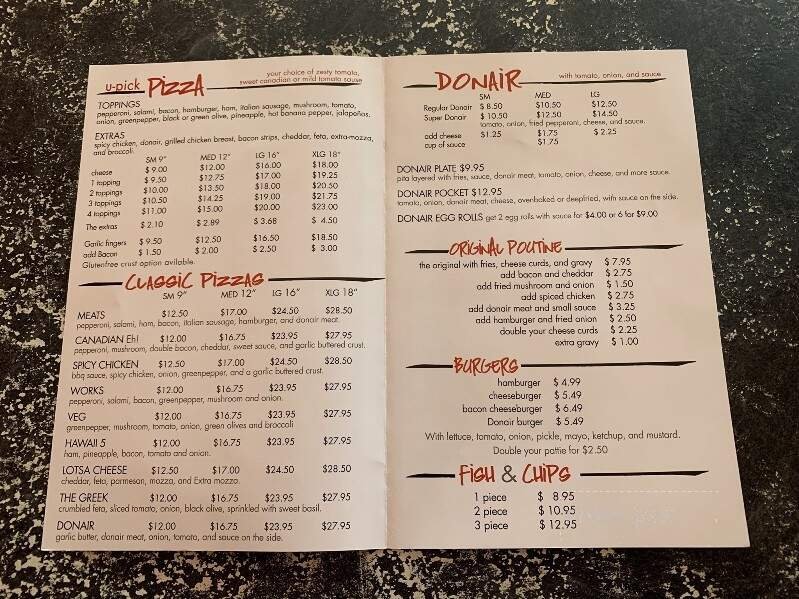 u-pick PIZZA
your choice of zesty tomato,
sweet canadian or mild tomato sause
TOPPINGS
pepperoni, salami, bacon, hamburger, ham, italian sausage, mushroom, tomato,
onion, greenpepper, black or green olive, pineapple, hot banana pepper, jalapeños.
EXTRAS
spicy chicken, donair, grilled chicken breast, bacon strips, cheddar, feta, extra-mozza,
and broccoli.
SM 9" MED 12" LG 16" XLG 18"
cheese $ 9.00 $12.00 $16.00 $18.00
1 topping $ 9.50 $12.75 $17.00 $19.25
2 toppings $10.00 $13.50 $18.00 $20.50
3 toppings $10.50 $14.25 $19.00 $21.75
4 toppings $11.00 $15.00 $20.00 $23.00
The extras $ 2.10 $ 2.89 $ 3.68 $ 4.50
Garlic fingers $ 9.50 $12.50 $16.50 $18.50
add Bacon $ 1.50 $ 2.00 $ 2.50 $ 3.00
Glutenfree crust option avilable.
CLASSIC PIZZAS
SM 9" MED 12" LG 16" XLG 18"
MEATS $12.50 $17.00 $24.50 $28.50
pepperoni, salami, ham, bacon, italian sausage, hamburger, and donair meat.
CANADIAN Eh! $12.00 $16.75 $23.95 $27.95
pepperoni, mushroom, double bacon, cheddar, sweet sauce, and garlic buttered crust.
SPICY CHICKEN $12.50 $17.00 $24.50 $28.50
bbq sauce, spicy chicken, onion, greenpepper, and a garlic buttered crust.
WORKS $12.00 $16.75 $23.95 $27.95
pepperoni, salami, bacon, greenpepper, mushroom and onion.
VEG $12.00 $16.75 $23.95 $27.95
greenpepper, mushroom, tomato, onion, green olives and broccoli
HAWAII 5 $12.00 $16.75 $23.95 $27.95
ham, pineapple, bacon, tomato and onion.
LOTSA CHEESE $12.50 $17.00 $24.50 $28.50
cheddar, feta, parmesan, mozza, and Extra mozza.
THE GREEK $12.00 $16.75 $23.95 $27.95
crumbled feta, sliced tomato, onion, black olive, sprinkled with sweet basil.
DONAIR $12.00 $16.75 $23.95 $27.95
garlic butter, donair meat, onion, tomato, and sauce on the side.
DONAIR
with tomato, onion, and sauce
SM MED LG
Regular Donair $ 8.50 $10.50 $12.50
Super Donair $ 10.50 $12.50 $14.50
tomato, onion, fried pepperoni, cheese, and sauce.
add cheese $1.25 $1.75 $ 2.25
cup of sauce $1.75
DONAIR PLATE $9.95
pita layered with fries, sauce, donair meat, tomato, onion, cheese, and more sauce.
DONAIR POCKET $12.95
tomato, onion, donair meat, cheese, ovenbaked or deepfried, with sauce on the side.
DONAIR EGG ROLLS get 2 egg rolls with sauce for $4.00 or 6 for $9.00
ORIGINAL POUTINE
the original with fries, cheese curds, and gravy $ 7.95
add bacon and cheddar $ 2.75
add fried mushroom and onion $ 1.50
add spiced chicken $ 2.75
add donair meat and small sauce $ 3.25
add hamburger and fried onion $ 2.50
double your cheese curds $ 2.25
extra gravy $ 1.00
BURGERS
hamburger $ 4.99
cheeseburger $ 5.49
bacon cheeseburger $ 6.49
Donair burger $ 5.49
With lettuce, tomato, onion, pickle, mayo, ketchup, and mustard.
Double your pattie for $2.50
FISH & CHIPS
1 piece $ 8.95
2 piece $ 10.95
3 piece $ 12.95